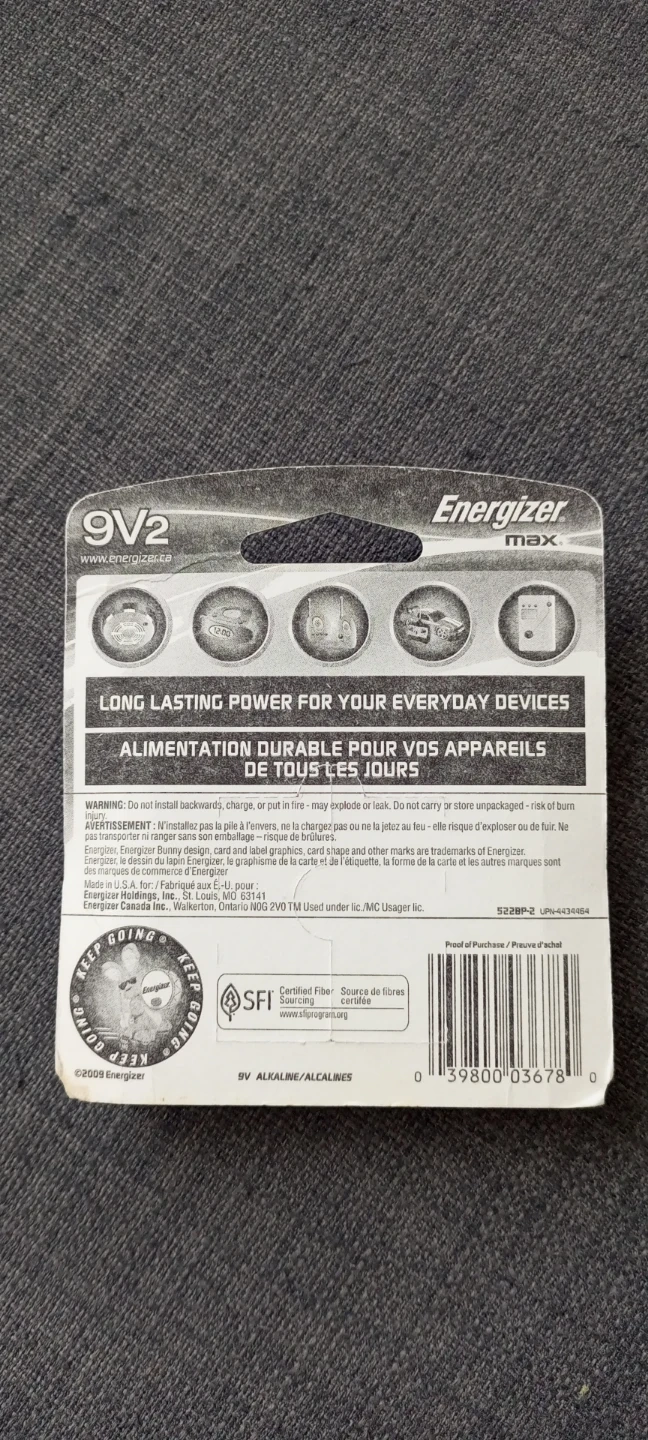 9V2
Energizer®
max®
www.energizer.ca
12:00
LONG LASTING POWER FOR YOUR EVERYDAY DEVICES
ALIMENTATION DURABLE POUR VOS APPAREILS
DE TOUS LES JOURS
WARNING: Do not install backwards, charge, or put in fire - may explode or leak. Do not carry or store unpackaged - risk of burn
injury.
AVERTISSEMENT : N'installez pas la pile à l'envers, ne la chargez pas ou ne la jetez au feu - elle risque d'exploser ou de fuir. Ne
pas transporter ni ranger sans son emballage – risque de brûlures.
Energizer, Energizer Bunny design, card and label graphics, card shape and other marks are trademarks of Energizer.
Energizer, le dessin du lapin Energizer, le graphisme de la carte et de l'étiquette, la forme de la carte et les autres marques sont
des marques de commerce d'Energizer
Made in U.S.A. for: / Fabriqué aux É.-U. pour :
Energizer Holdings, Inc., St. Louis, MO 63141
Energizer Canada Inc., Walkerton, Ontario N0G 2V0 TM Used under lic./MC Usager lic.
522BP-2 UPN-4434464
KEEP GOING® KEEP GOING® KEEP GOING®
Energizer
©2009 Energizer
SFI
Certified Fiber Sourcing
Source de fibres certifée
www.sfiprogram.org
9V ALKALINE/ALCALINES
Proof of Purchase / Preuve d'achat
0 39800 03678 0